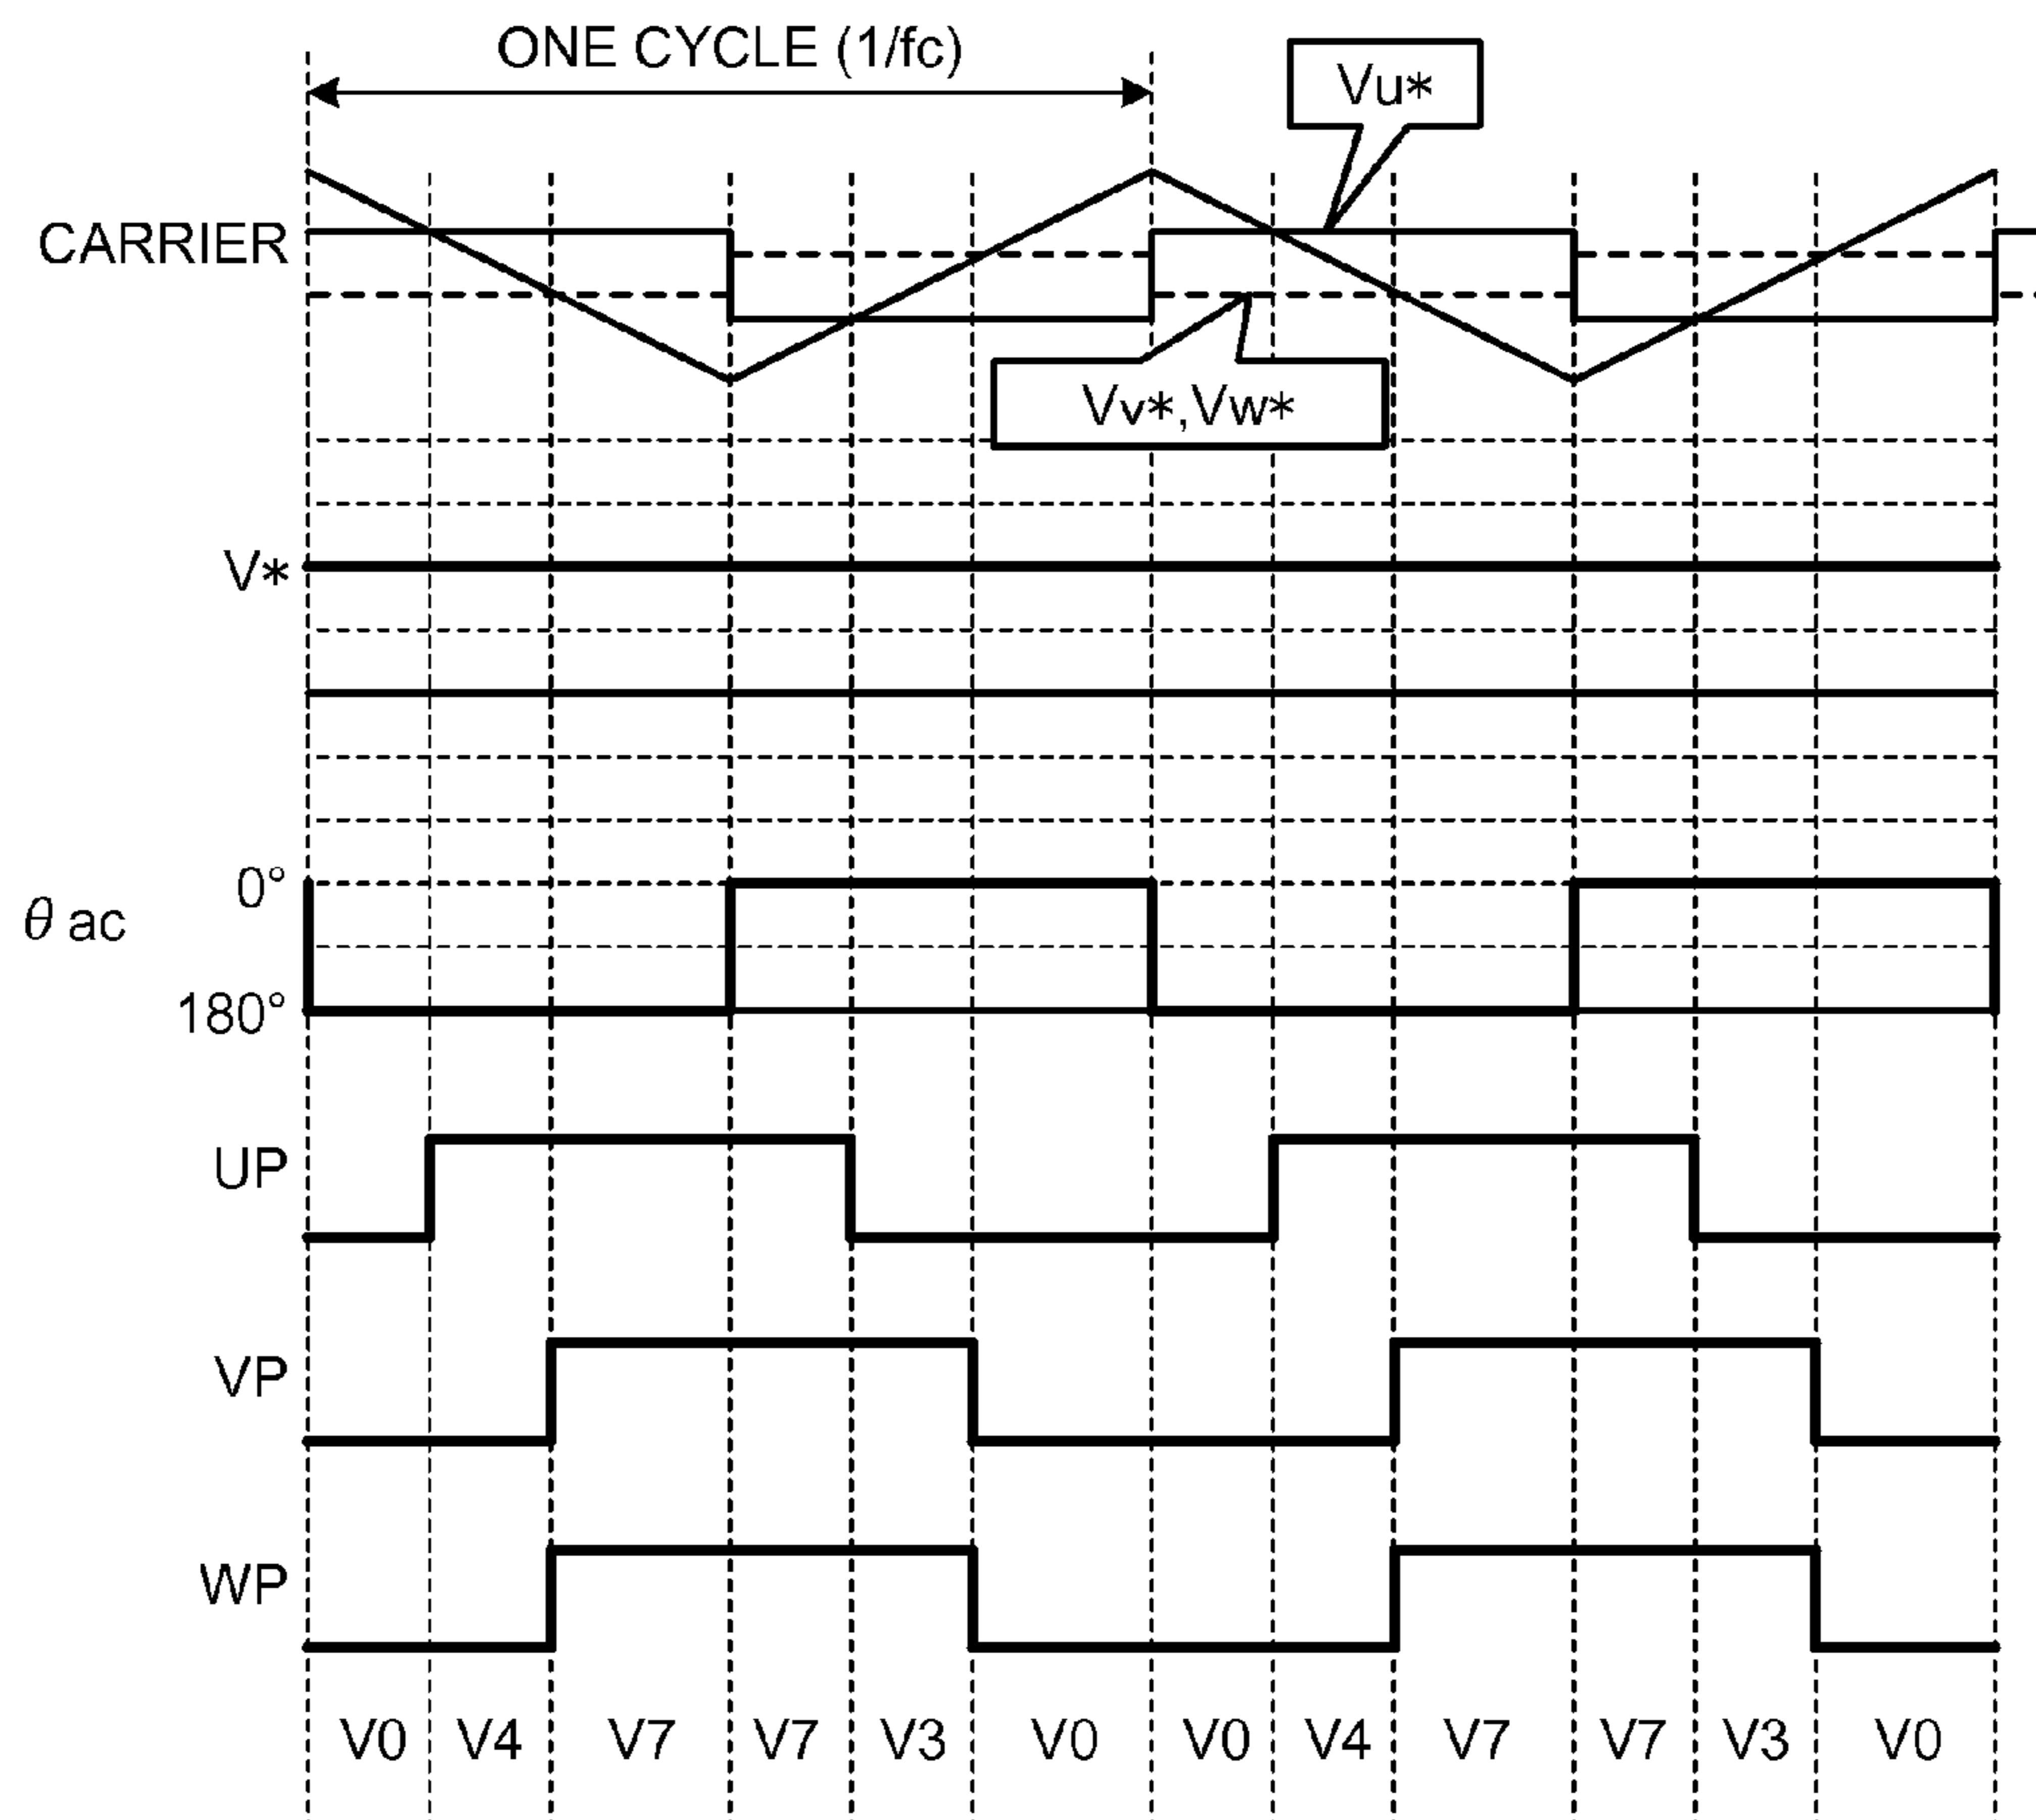 ONE CYCLE (1/fc)
Vu*
CARRIER
Vv*,Vw*
V*
0°
θ ac
180°
UP
VP
WP
V0 V4 V7 V7 V3 V0 V0 V4 V7 V7 V3 V0